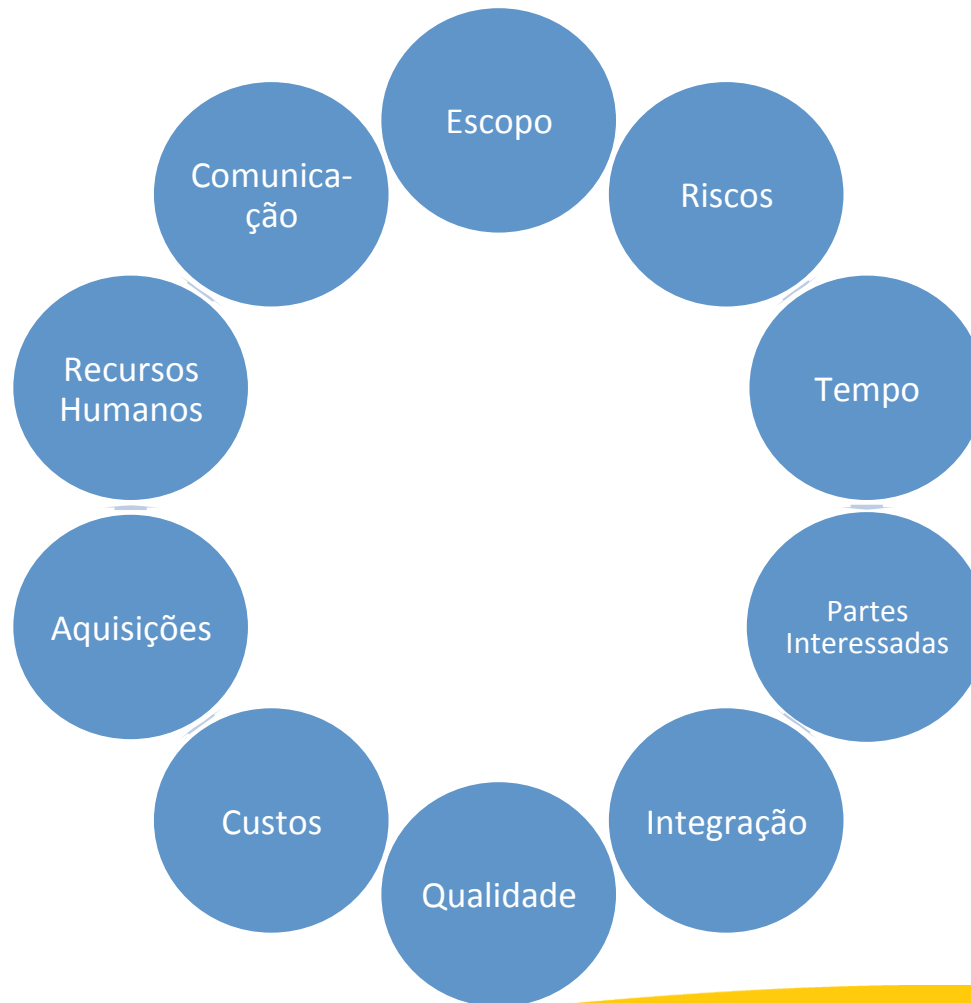 Escopo
Riscos
Tempo
Partes
Interessadas
Integração
Qualidade
Custos
Aquisições
Recursos
Humanos
Comunica-
ção